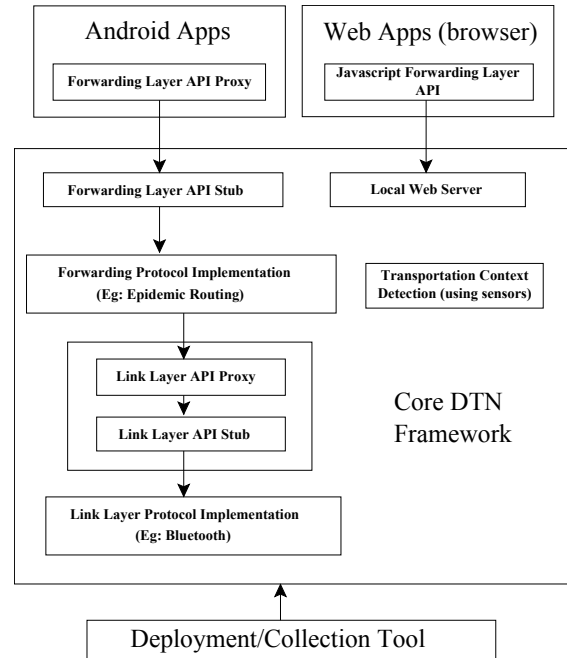 Android Apps
Forwarding Layer API Proxy
Web Apps (browser)
Javascript Forwarding Layer
API
Forwarding Layer API Stub
Local Web Server
Forwarding Protocol Implementation
(Eg: Epidemic Routing)
Transportation Context
Detection (using sensors)
Link Layer API Proxy
Link Layer API Stub
Core DTN
Framework
Link Layer Protocol Implementation
(Eg: Bluetooth)
Deployment/Collection Tool